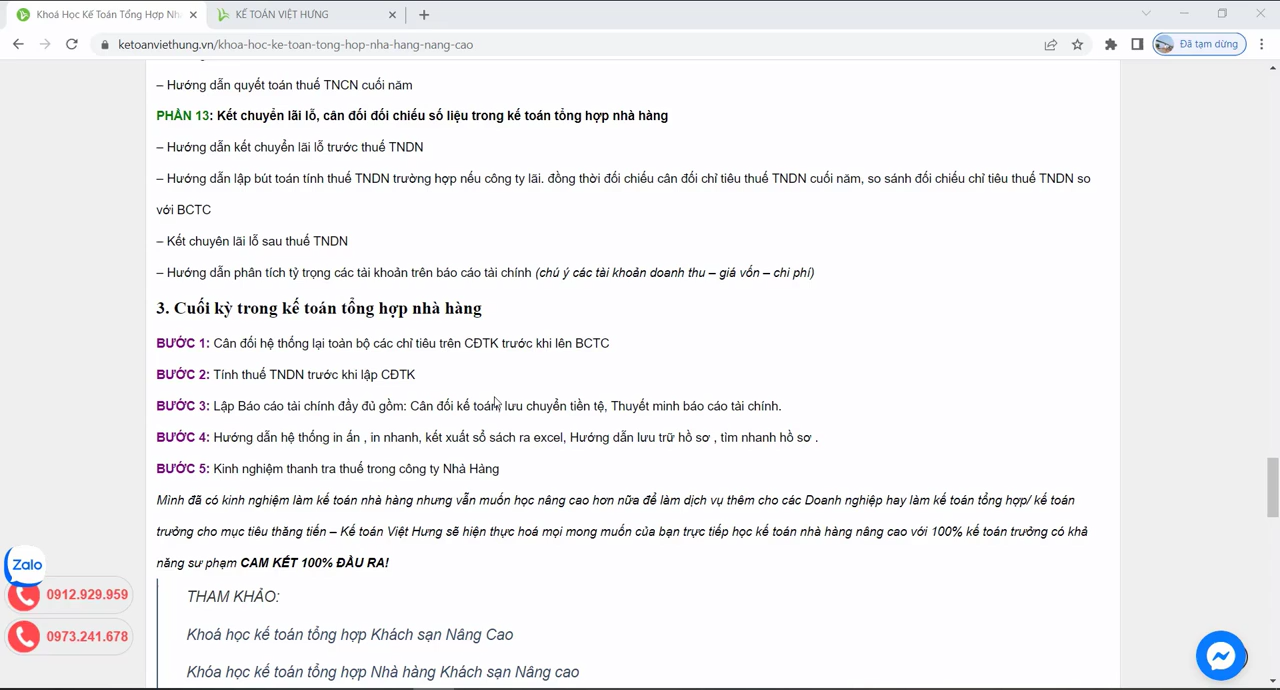 Khoá Học Kế Toán Tổng Hợp Nh
KẾ TOÁN VIỆT HƯNG
ketoanviethung.vn/khoa-hoc-ke-toan-tong-hop-nha-hang-nang-cao
Đã tạm dừng
– Hướng dẫn quyết toán thuế TNCN cuối năm
PHẦN 13: Kết chuyển lãi lỗ, cân đối đối chiếu số liệu trong kế toán tổng hợp nhà hàng
– Hướng dẫn kết chuyển lãi lỗ trước thuế TNDN
– Hướng dẫn lập bút toán tính thuế TNDN trường hợp nếu công ty lãi. đồng thời đối chiếu cân đối chỉ tiêu thuế TNDN cuối năm, so sánh đối chiếu chỉ tiêu thuế TNDN so
với BCTC
– Kết chuyên lãi lỗ sau thuế TNDN
– Hướng dẫn phân tích tỷ trọng các tài khoản trên báo cáo tài chính (chú ý các tài khoản doanh thu – giá vốn – chi phí)
3. Cuối kỳ trong kế toán tổng hợp nhà hàng
BƯỚC 1: Cân đối hệ thống lại toàn bộ các chỉ tiêu trên CĐTK trước khi lên BCTC
BƯỚC 2: Tính thuế TNDN trước khi lập CĐTK
BƯỚC 3: Lập Báo cáo tài chính đầy đủ gồm: Cân đối kế toán, lưu chuyển tiền tệ, Thuyết minh báo cáo tài chính.
BƯỚC 4: Hướng dẫn hệ thống in ấn , in nhanh, kết xuất sổ sách ra excel, Hướng dẫn lưu trữ hồ sơ , tìm nhanh hồ sơ .
BƯỚC 5: Kinh nghiệm thanh tra thuế trong công ty Nhà Hàng
Mình đã có kinh nghiệm làm kế toán nhà hàng nhưng vẫn muốn học nâng cao hơn nữa để làm dịch vụ thêm cho các Doanh nghiệp hay làm kế toán tổng hợp/ kế toán
trưởng cho mục tiêu thăng tiến – Kế toán Việt Hưng sẽ hiện thực hoá mọi mong muốn của bạn trực tiếp học kế toán nhà hàng nâng cao với 100% kế toán trưởng có khả
năng sư phạm CAM KẾT 100% ĐẦU RA!
Zalo
0912.929.959
0973.241.678
THAM KHẢO:
Khoá học kế toán tổng hợp Khách sạn Nâng Cao
Khóa học kế toán tổng hợp Nhà hàng Khách sạn Nâng cao